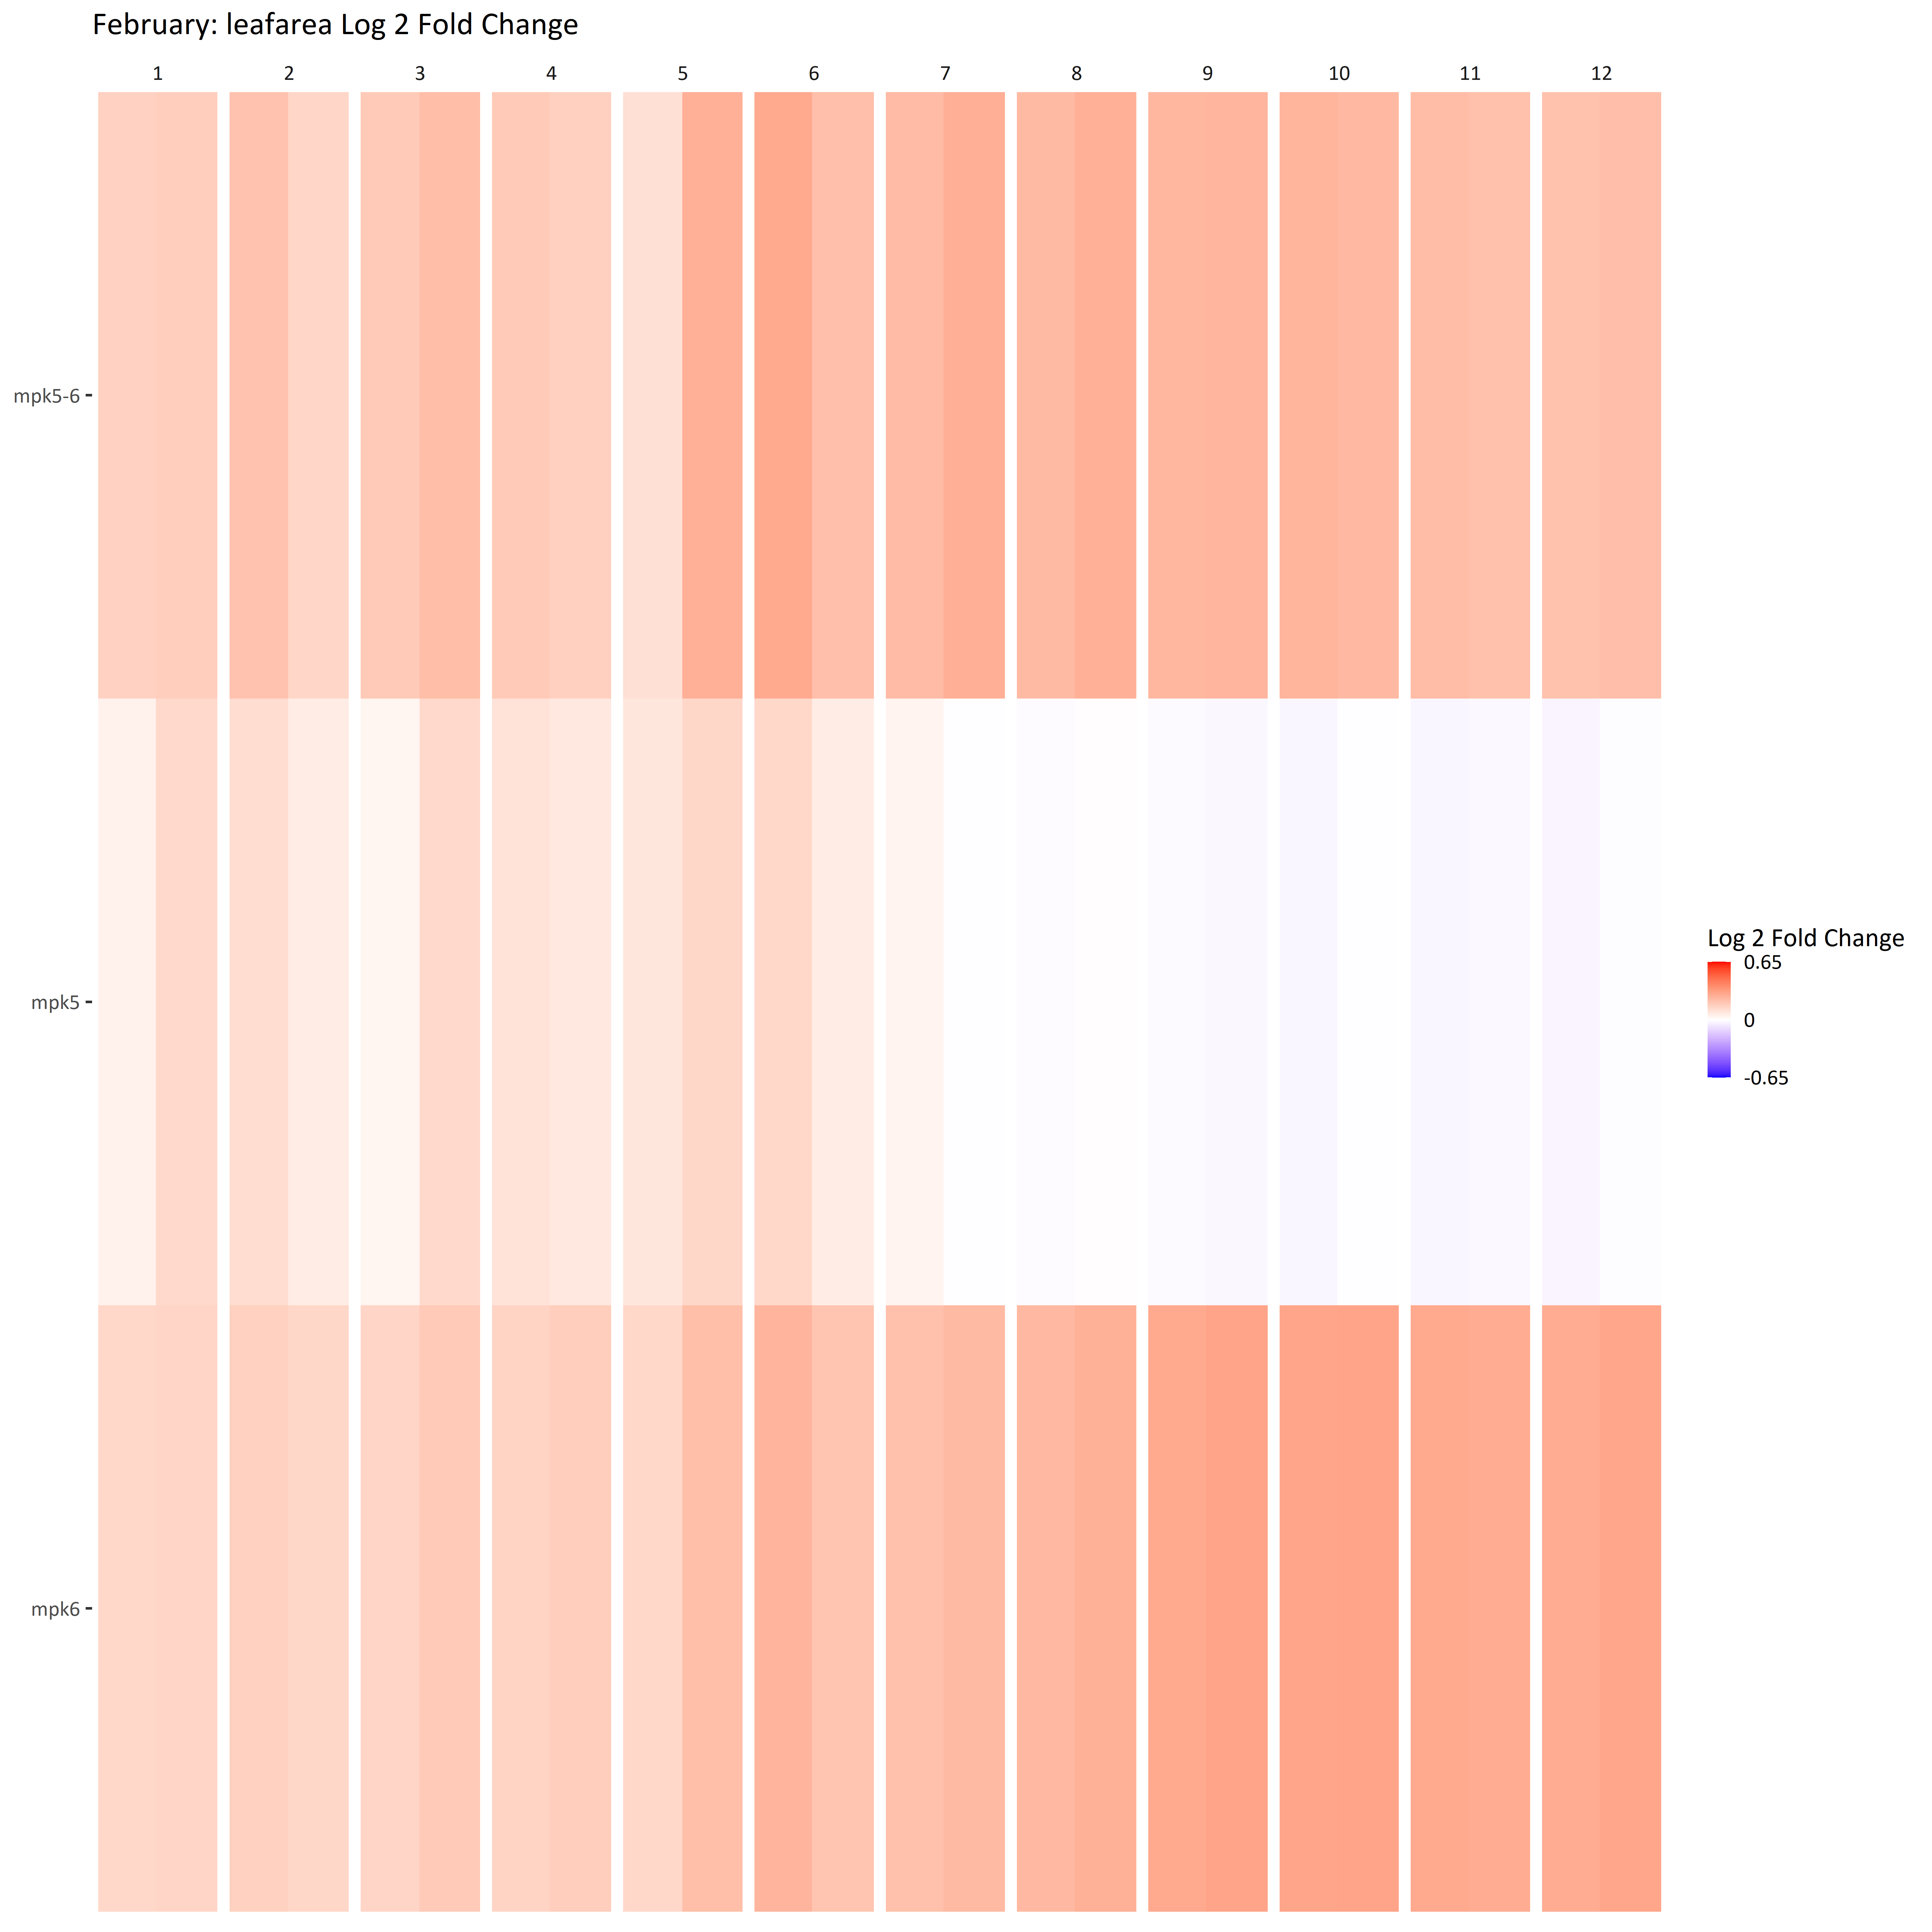 February: leafarea Log 2 Fold Change
1 2 3 4 5 6 7 8 9 10 11 12
mpk5-6
mpk5
mpk6
Log 2 Fold Change
0.65
0
-0.65